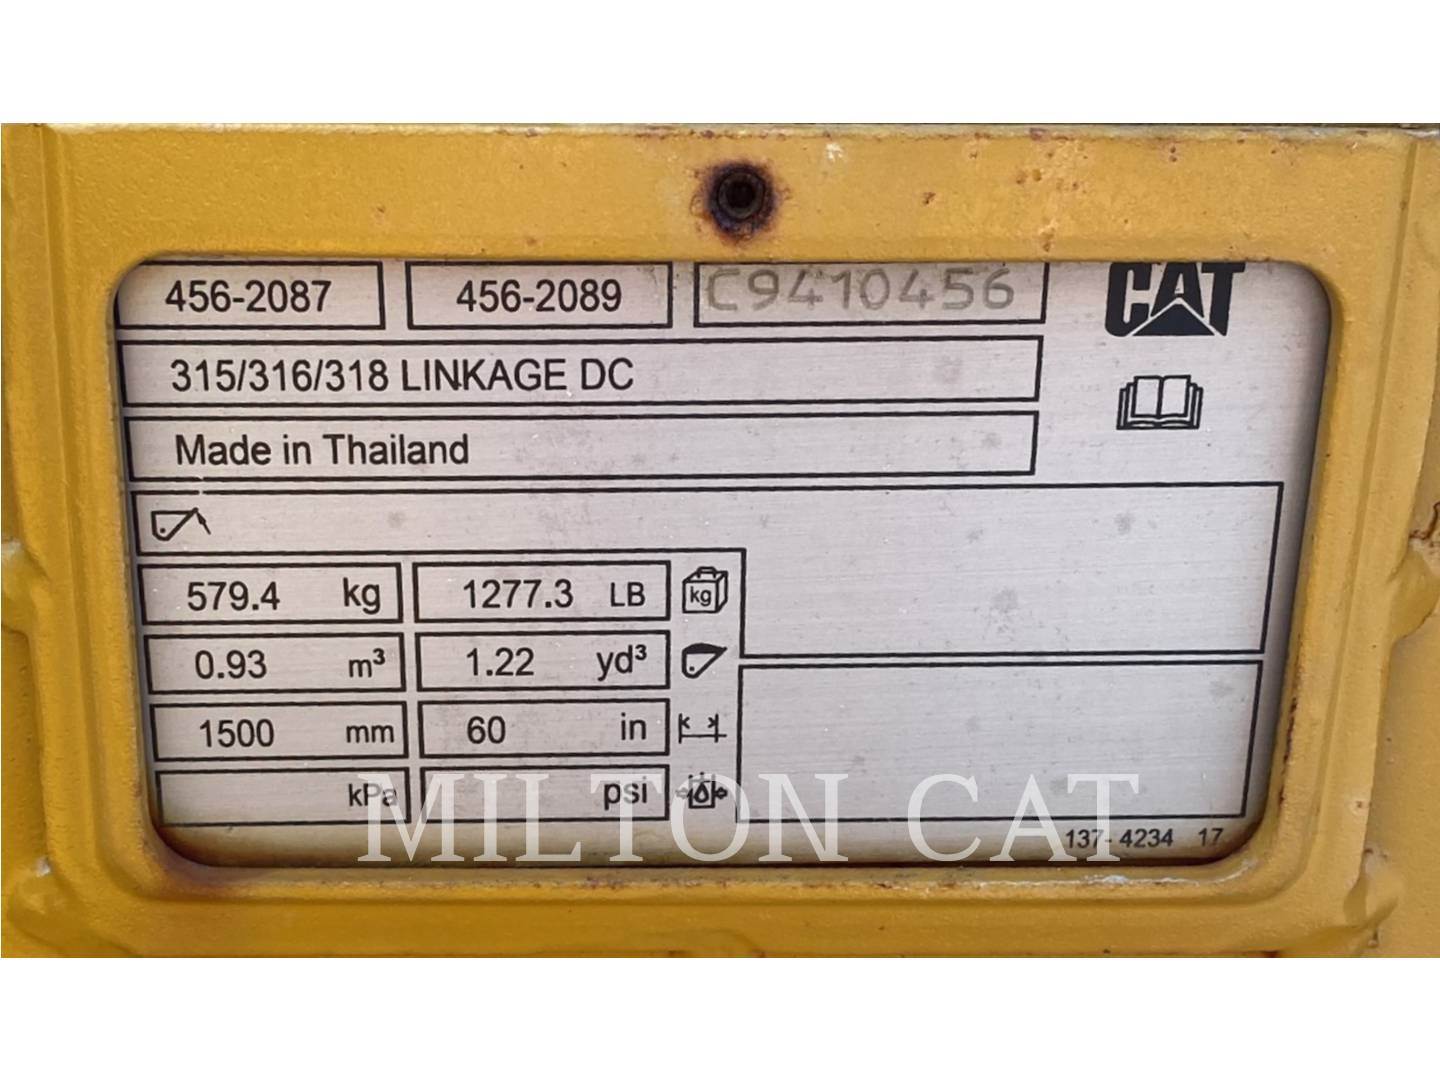 456-2087 456-2089 C9410456 CAT
315/316/318 LINKAGE DC
Made in Thailand
579.4 kg 1277.3 LB kg
0.93 m³ 1.22 yd³
1500 mm 60 in
kPa psi
MILTON CAT
137-4234 17